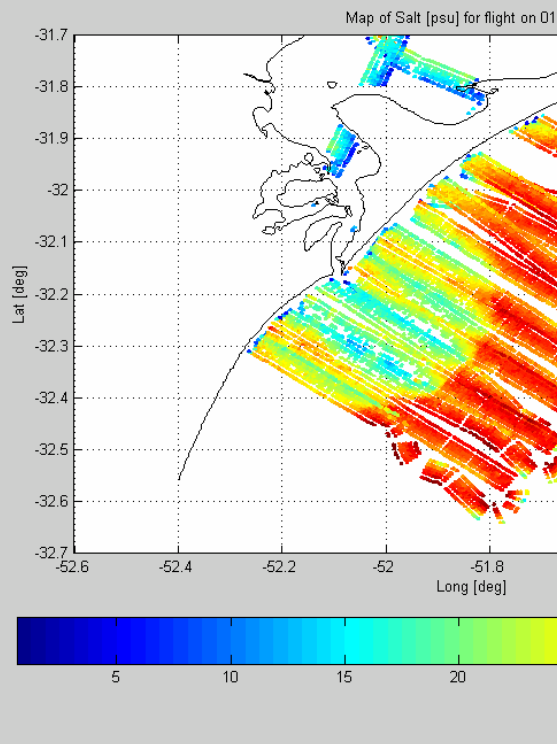 Map of Salt [psu] for flight on 01
-31.7
-31.8
-31.9
-32
-32.1
-32.2
-32.3
-32.4
-32.5
-32.6
-32.7
Lat [deg]
-52.6 -52.4 -52.2 -52 -51.8
Long [deg]
5 10 15 20